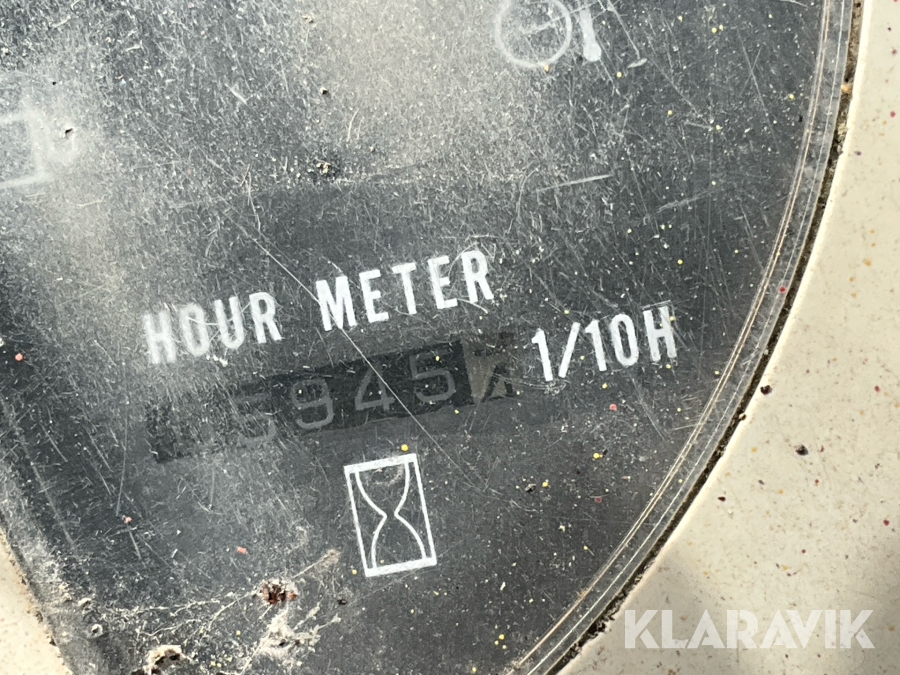 HOUR METER
5945
1/10H
KLARAVIK